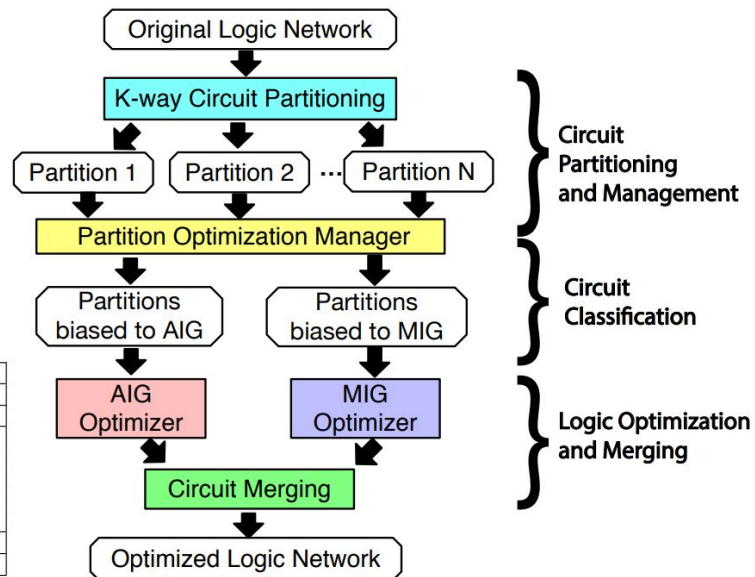 Original Logic Network
K-way Circuit Partitioning
Partition 1
Partition 2
...
Partition N
Circuit
Partitioning
and Management
Partition Optimization Manager
Partitions
biased to AIG
Partitions
biased to MIG
Circuit
Classification
AIG
Optimizer
MIG
Optimizer
Logic Optimization
and Merging
Circuit Merging
Optimized Logic Network